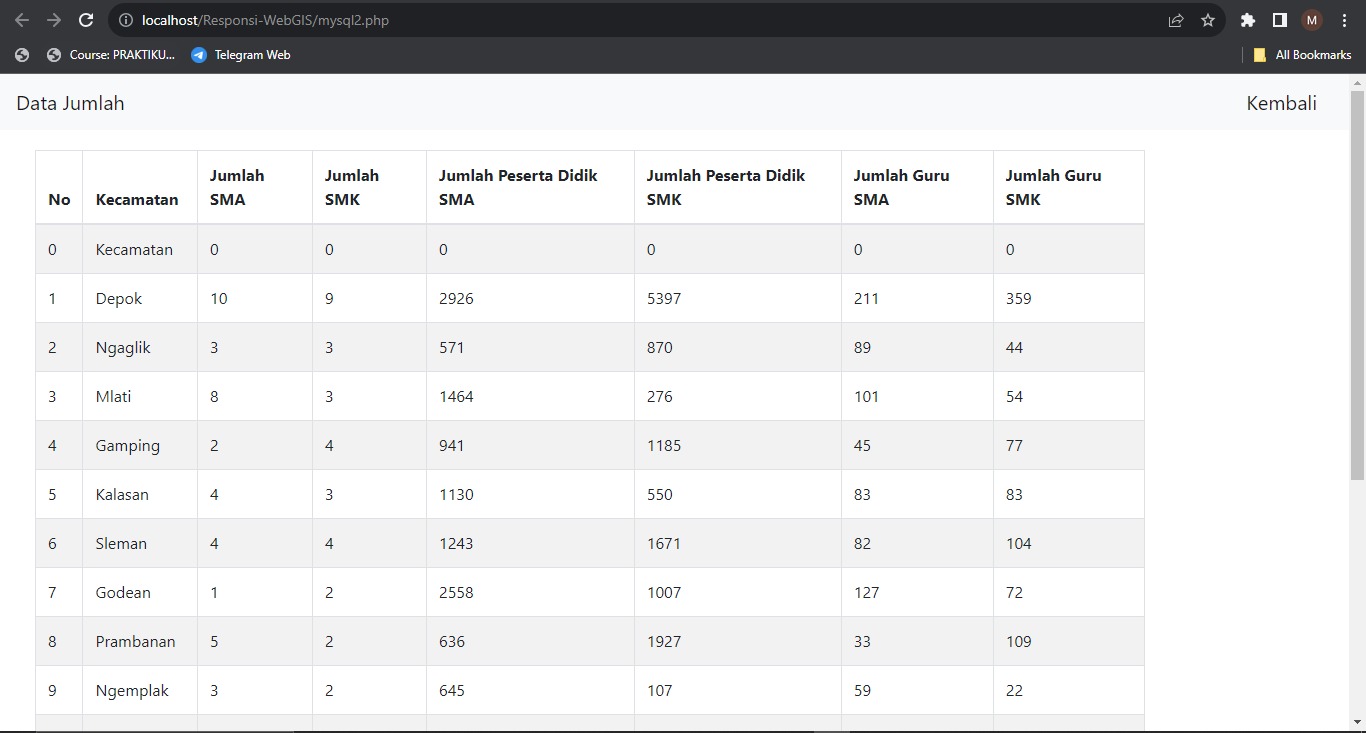 localhost/Responsi-WebGIS/mysql2.php
M
Course: PRAKTIKU... Telegram Web All Bookmarks
Data Jumlah Kembali
No Kecamatan Jumlah SMA Jumlah SMK Jumlah Peserta Didik SMA Jumlah Peserta Didik SMK Jumlah Guru SMA Jumlah Guru SMK
0 Kecamatan 0 0 0 0 0 0
1 Depok 10 9 2926 5397 211 359
2 Ngaglik 3 3 571 870 89 44
3 Mlati 8 3 1464 276 101 54
4 Gamping 2 4 941 1185 45 77
5 Kalasan 4 3 1130 550 83 83
6 Sleman 4 4 1243 1671 82 104
7 Godean 1 2 2558 1007 127 72
8 Prambanan 5 2 636 1927 33 109
9 Ngemplak 3 2 645 107 59 22